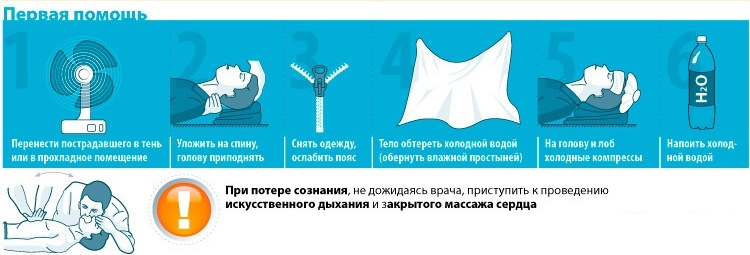 Первая помощь
1
Перенести пострадавшего в тень
или в прохладное помещение
2
Уложить на спину,
голову приподнять
3
Снять одежду,
ослабить пояс
4
Тело обтереть холодной водой
(обернуть влажной простыней)
5
На голову и лоб
холодные компрессы
6
H2O
Напоить холод-
ной водой
!
При потере сознания, не дожидаясь врача, приступить к проведению
искусственного дыхания и закрытого массажа сердца